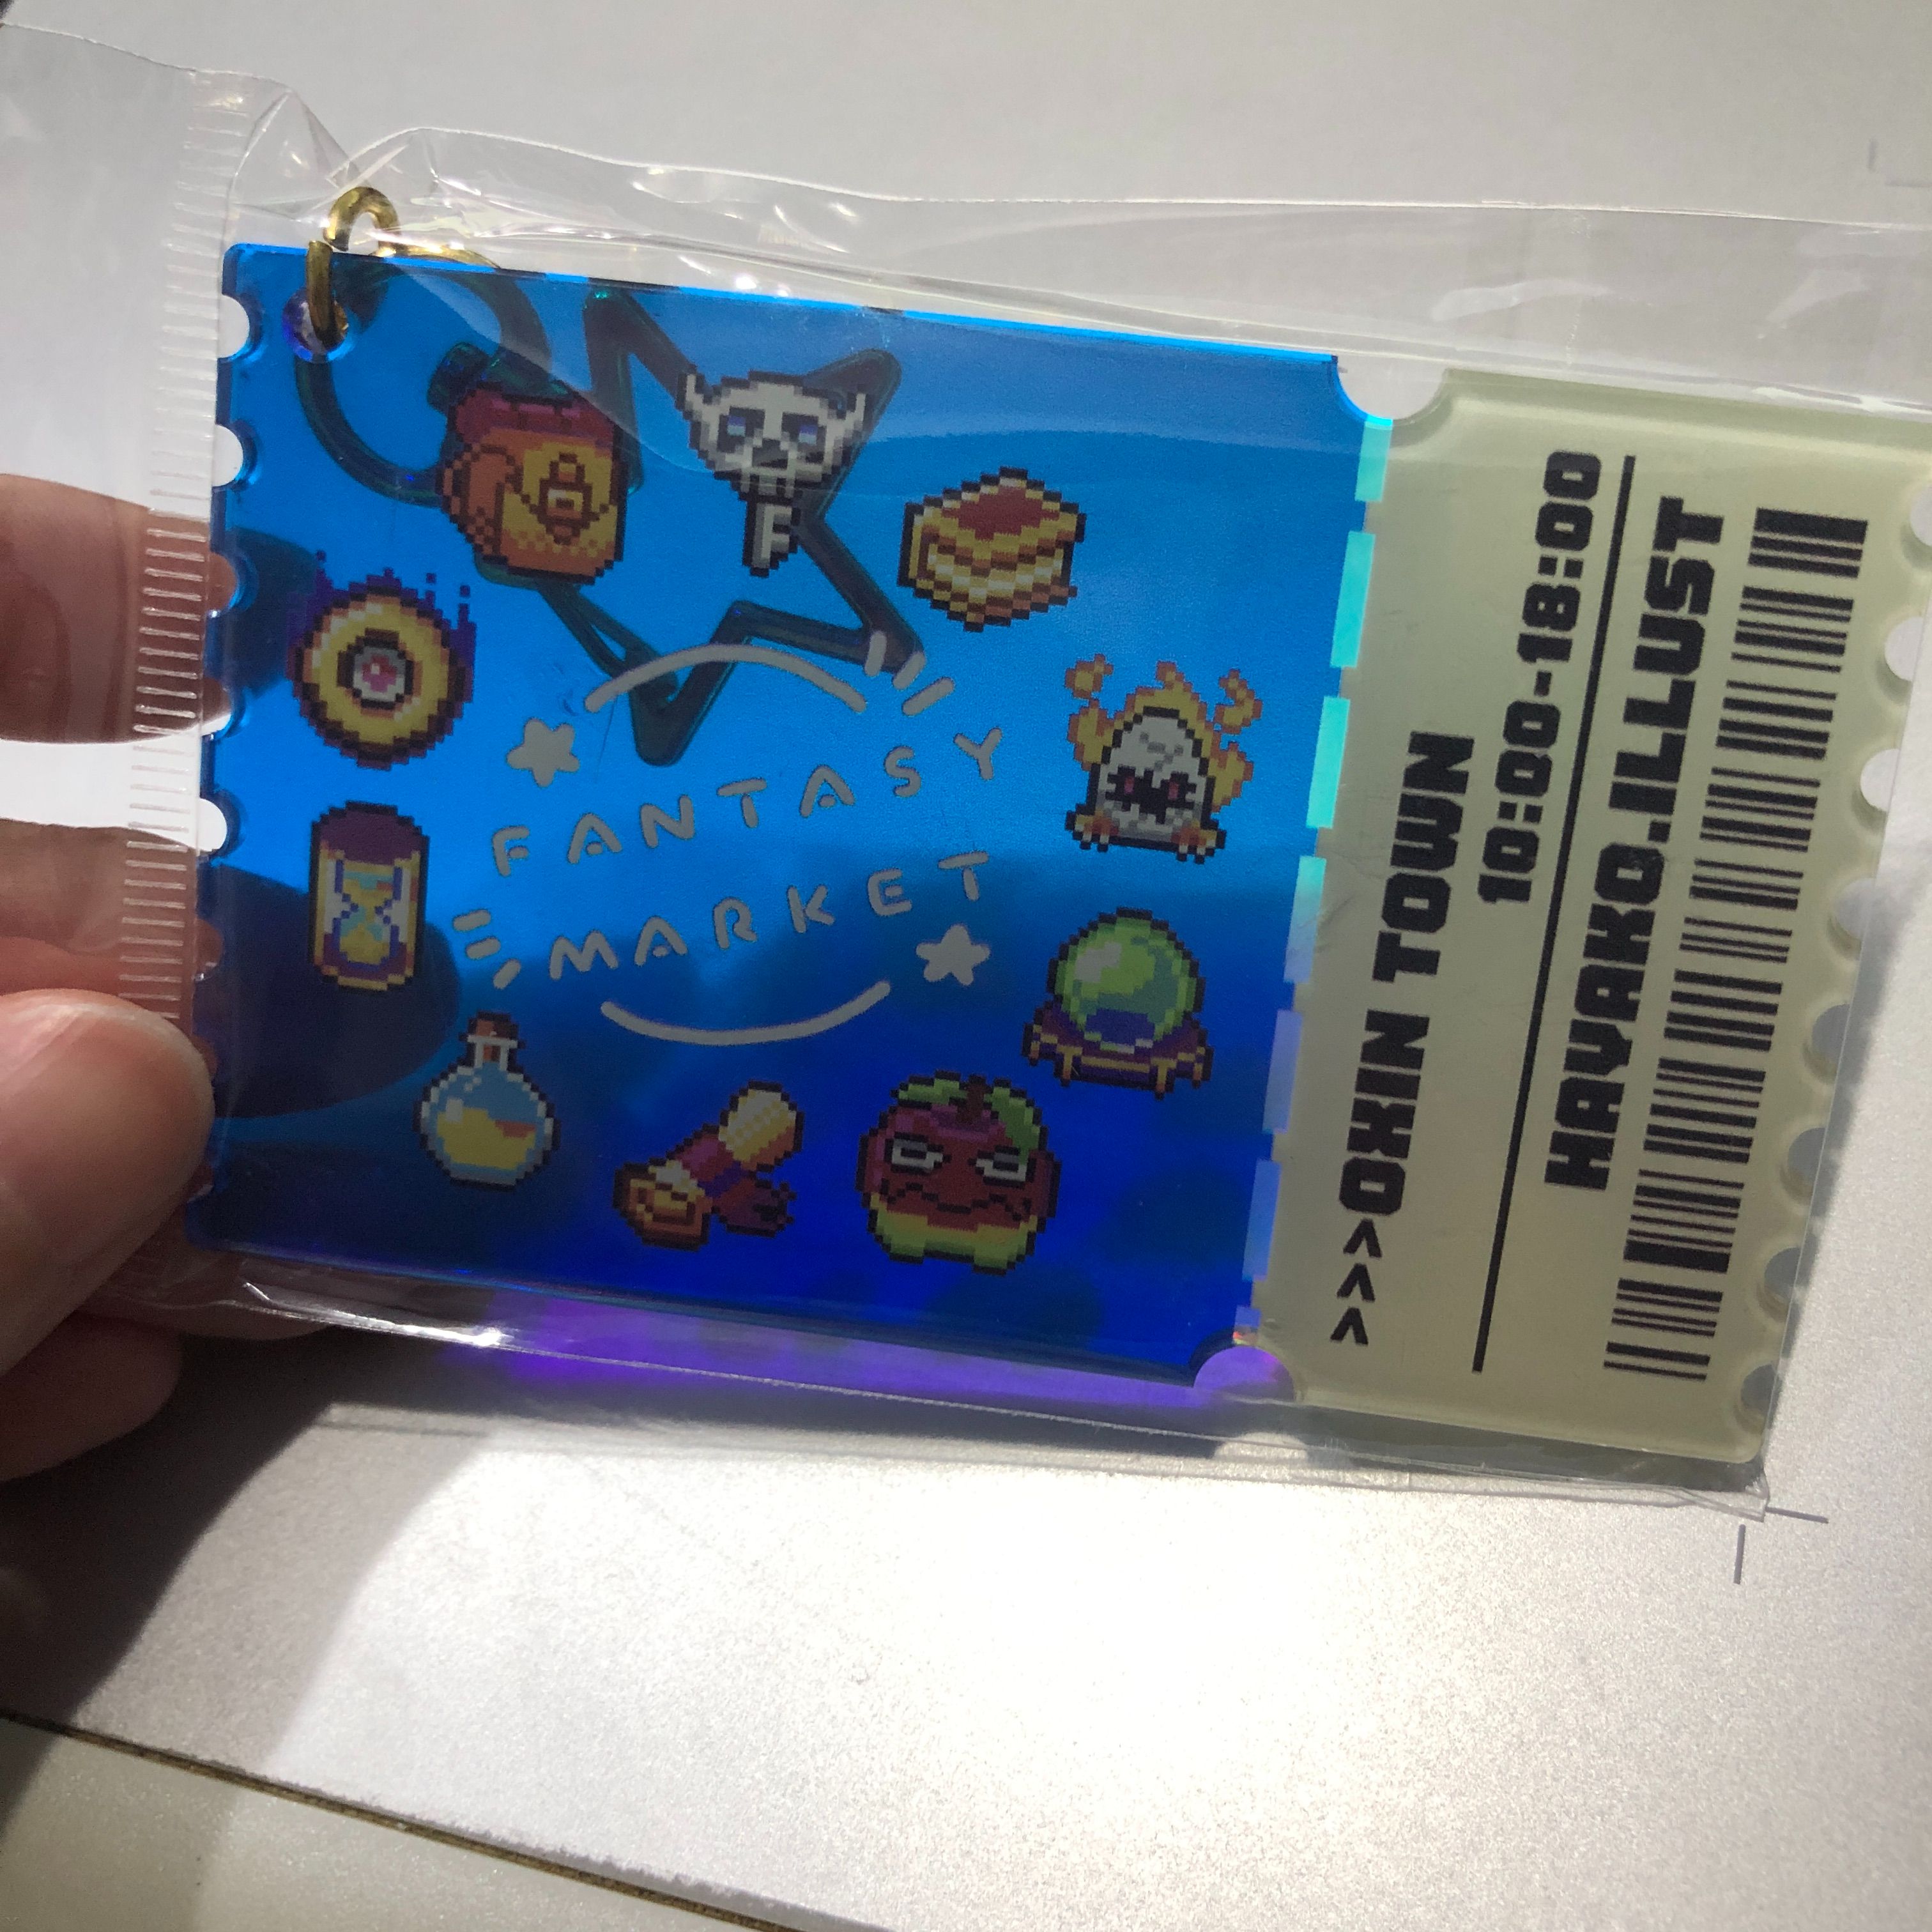 FANTASY
MARKET
>>>OXIN TOWN
10:00-18:00
HAYAKO.ILLUST